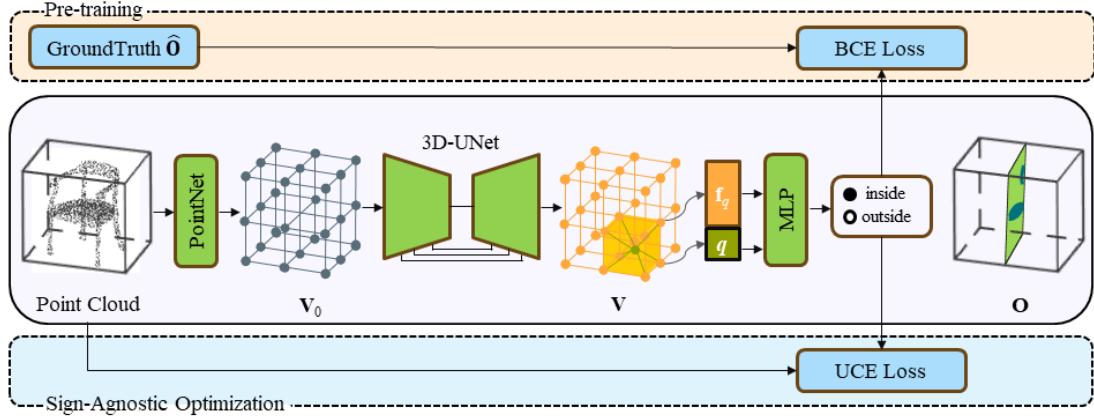 Pre-training
GroundTruth Ô
BCE Loss
3D-UNet
PointNet
f_q
q
MLP
inside
outside
Point Cloud
V₀
V
O
UCE Loss
Sign-Agnostic Optimization